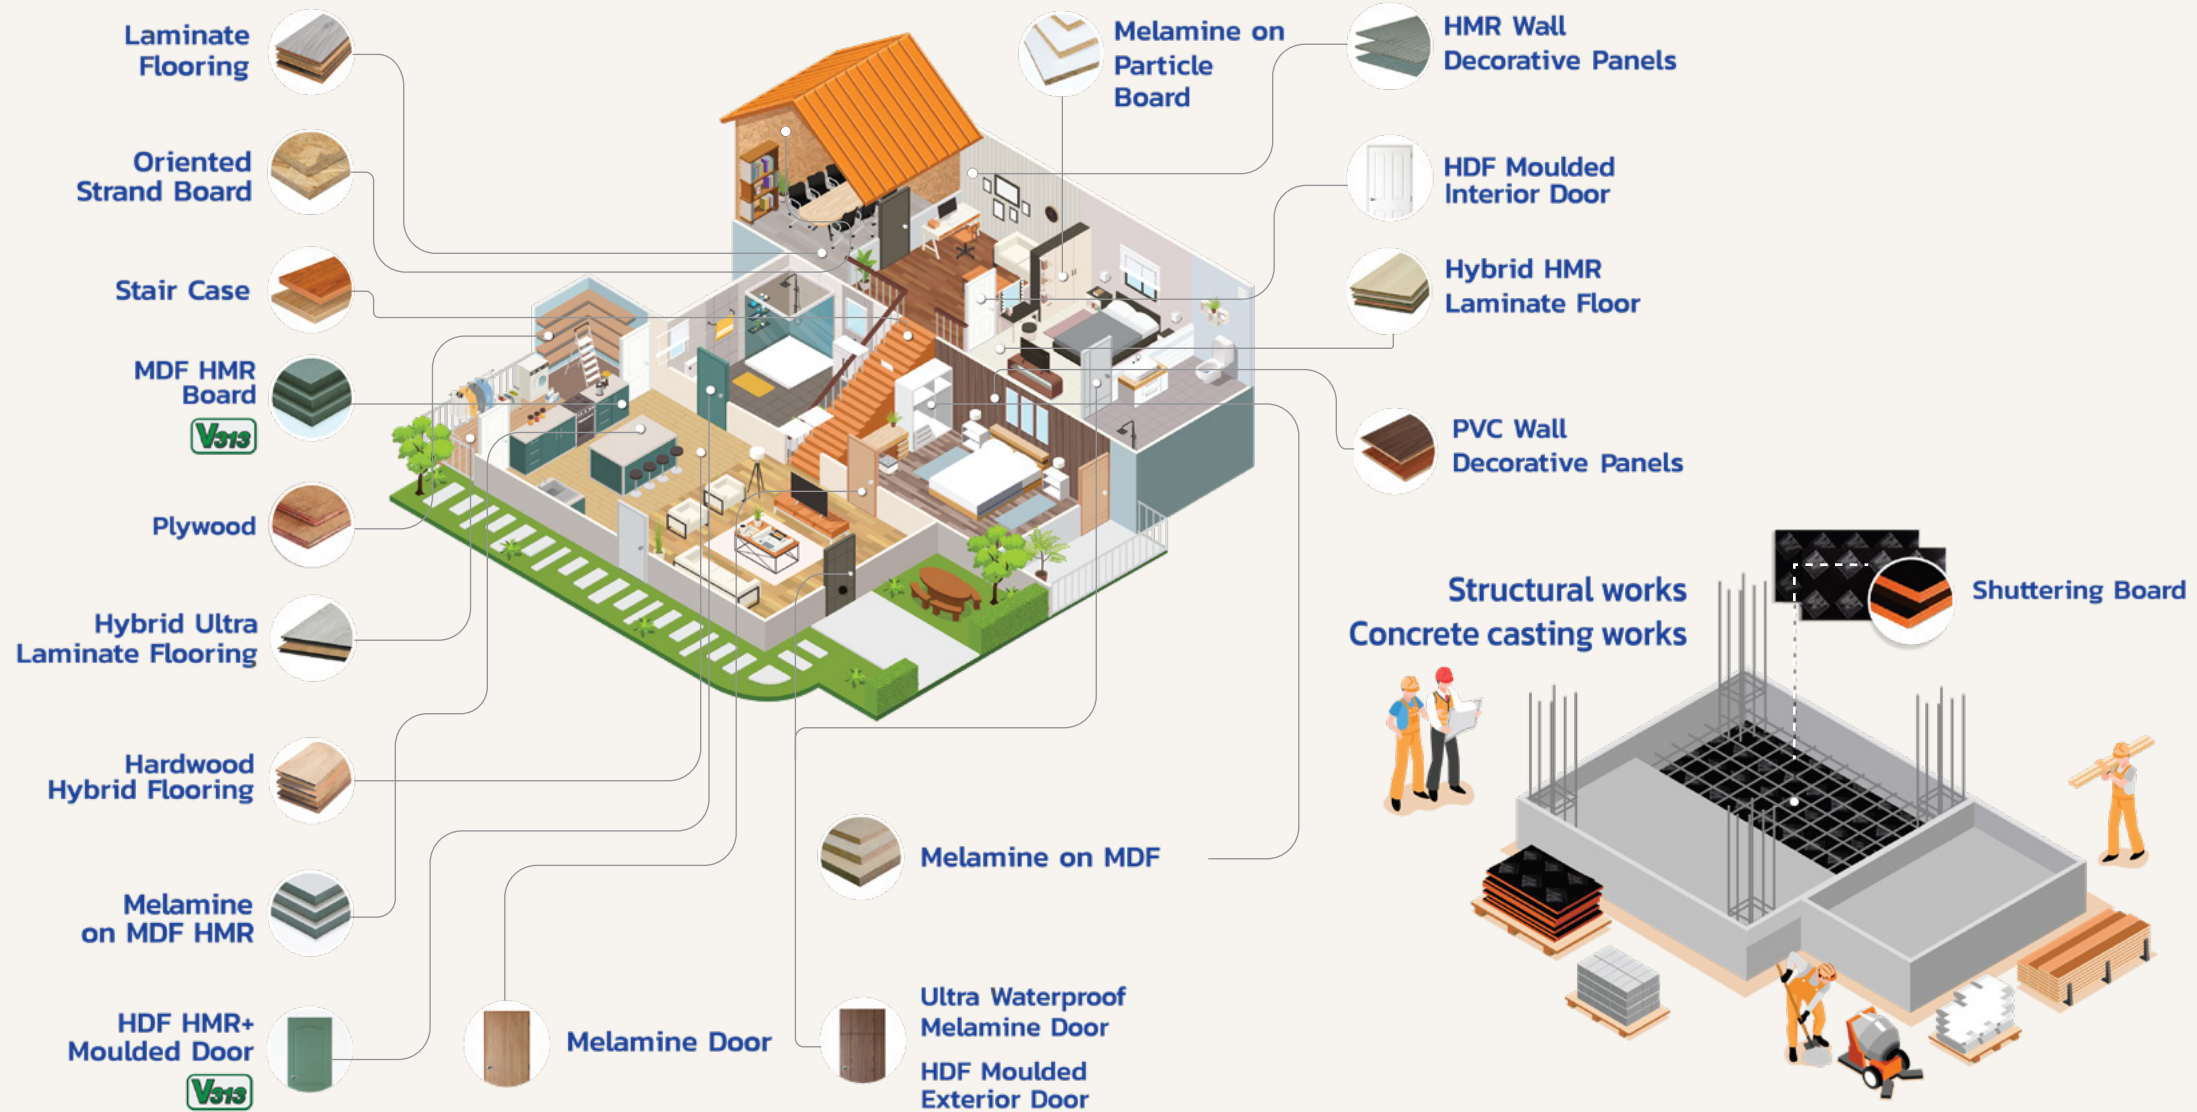 Laminate
Flooring
Oriented
Strand Board
Stair Case
MDF HMR
Board
V313
Plywood
Hybrid Ultra
Laminate Flooring
Hardwood
Hybrid Flooring
Melamine
on MDF HMR
HDF HMR+
Moulded Door
V313
Melamine Door
Melamine on MDF
Ultra Waterproof
Melamine Door
HDF Moulded
Exterior Door
Melamine on
Particle
Board
HMR Wall
Decorative Panels
HDF Moulded
Interior Door
Hybrid HMR
Laminate Floor
PVC Wall
Decorative Panels
Structural works
Concrete casting works
Shuttering Board